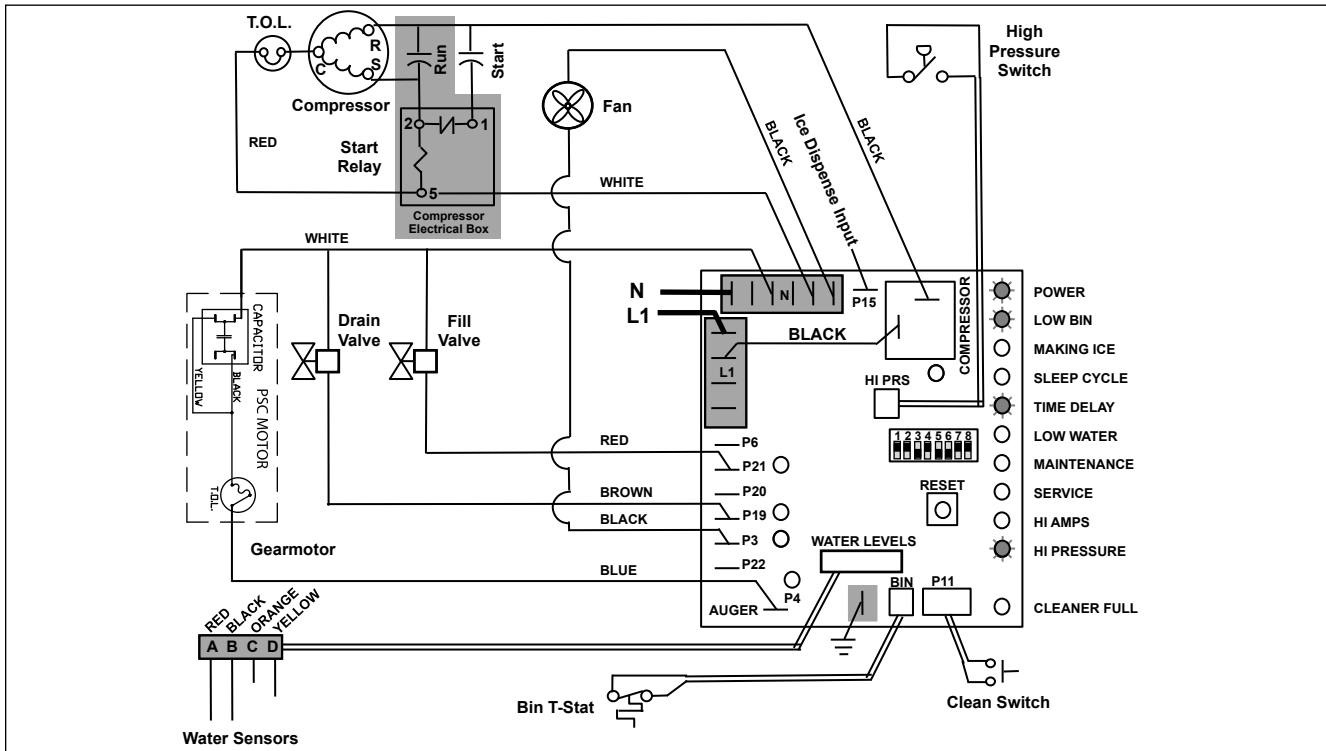 T.O.L.
R
S
C
Compressor
Run
Start
2
1
5
Start
Relay
Compressor
Electrical Box
RED
WHITE
Fan
BLACK
Ice Dispense Input
BLACK
High
Pressure
Switch
WHITE
N
L1
N
P15
COMPRESSOR
BLACK
L1
HI PRS
Drain
Valve
Fill
Valve
CAPACITOR
YELLOW
BLACK
PSC MOTOR
T.O.L.
Gearmotor
RED
BROWN
BLACK
BLUE
P6
P21
P20
P19
P3
P22
P4
AUGER
1 2 3 4 5 6 7 8
RESET
WATER LEVELS
BIN
P11
POWER
LOW BIN
MAKING ICE
SLEEP CYCLE
TIME DELAY
LOW WATER
MAINTENANCE
SERVICE
HI AMPS
HI PRESSURE
CLEANER FULL
RED
BLACK
ORANGE
YELLOW
A B C D
Water Sensors
Bin T-Stat
Clean Switch